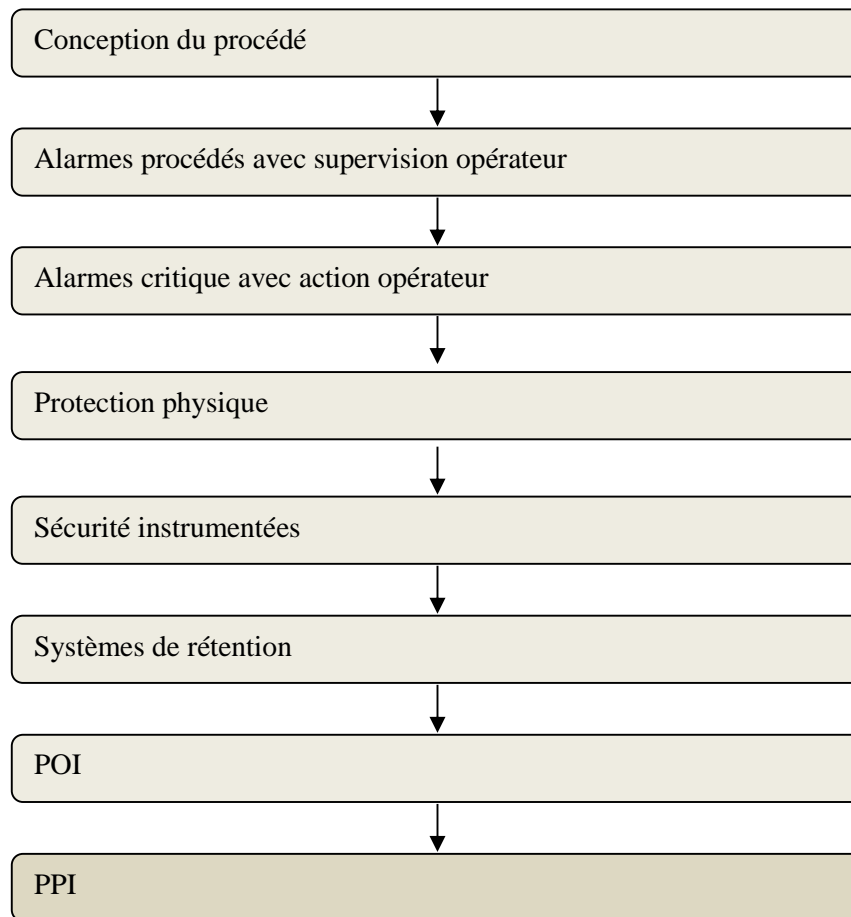 Conception du procédé
Alarmes procédés avec supervision opérateur
Alarmes critique avec action opérateur
Protection physique
Sécurité instrumentées
Systèmes de rétention
POI
PPI